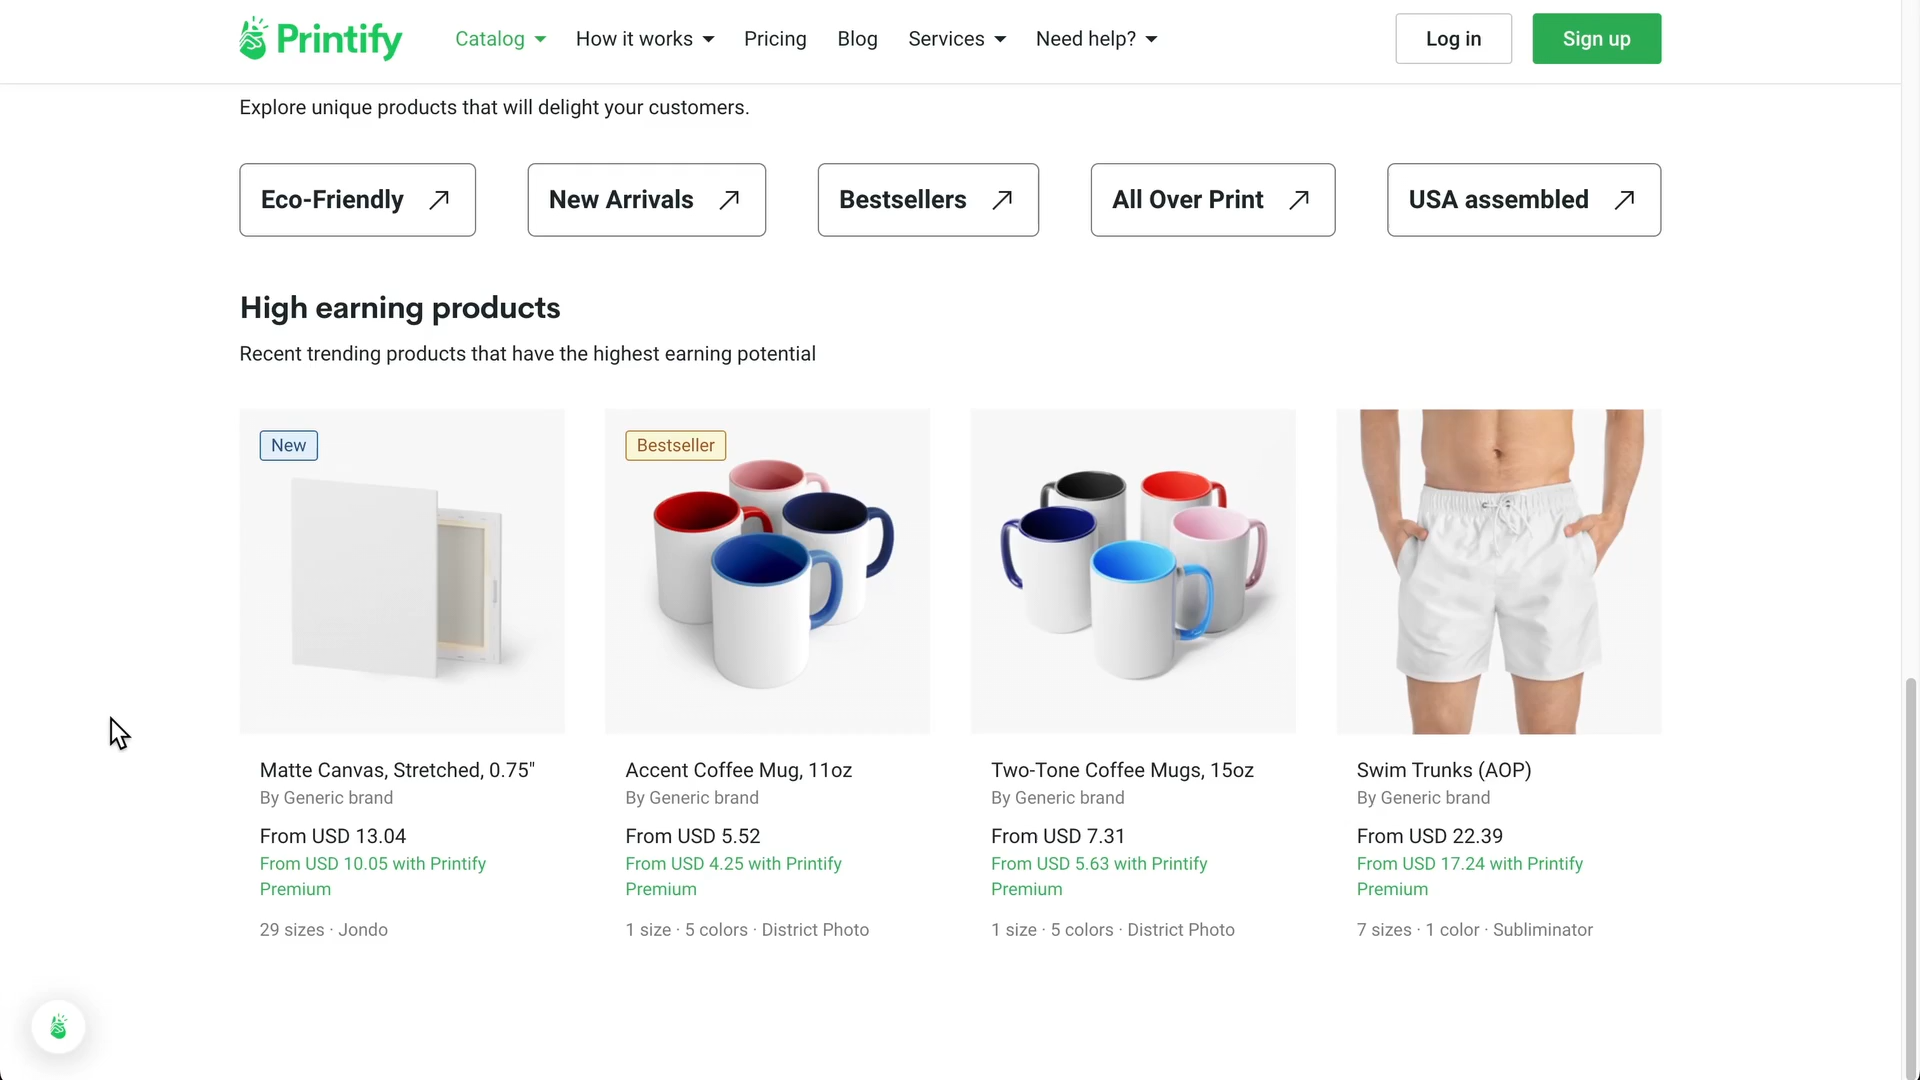 Printify
Catalog
How it works
Pricing
Blog
Services
Need help?
Log in
Sign up
Explore unique products that will delight your customers.
Eco-Friendly
New Arrivals
Bestsellers
All Over Print
USA assembled
High earning products
Recent trending products that have the highest earning potential
New
Bestseller
Matte Canvas, Stretched, 0.75"
By Generic brand
From USD 13.04
From USD 10.05 with Printify
Premium
29 sizes · Jondo
Accent Coffee Mug, 11oz
By Generic brand
From USD 5.52
From USD 4.25 with Printify
Premium
1 size · 5 colors · District Photo
Two-Tone Coffee Mugs, 15oz
By Generic brand
From USD 7.31
From USD 5.63 with Printify
Premium
1 size · 5 colors · District Photo
Swim Trunks (AOP)
By Generic brand
From USD 22.39
From USD 17.24 with Printify
Premium
7 sizes · 1 color · Subliminator